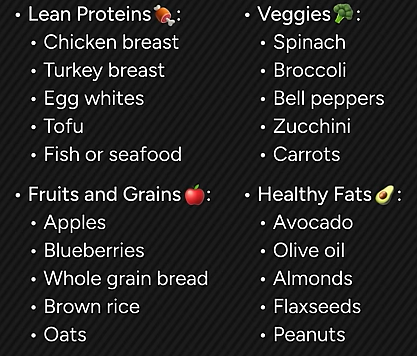 • Lean Proteins🍖:
• Chicken breast
• Turkey breast
• Egg whites
• Tofu
• Fish or seafood
• Veggies🥦:
• Spinach
• Broccoli
• Bell peppers
• Zucchini
• Carrots
• Fruits and Grains🍎:
• Apples
• Blueberries
• Whole grain bread
• Brown rice
• Oats
• Healthy Fats🥑:
• Avocado
• Olive oil
• Almonds
• Flaxseeds
• Peanuts